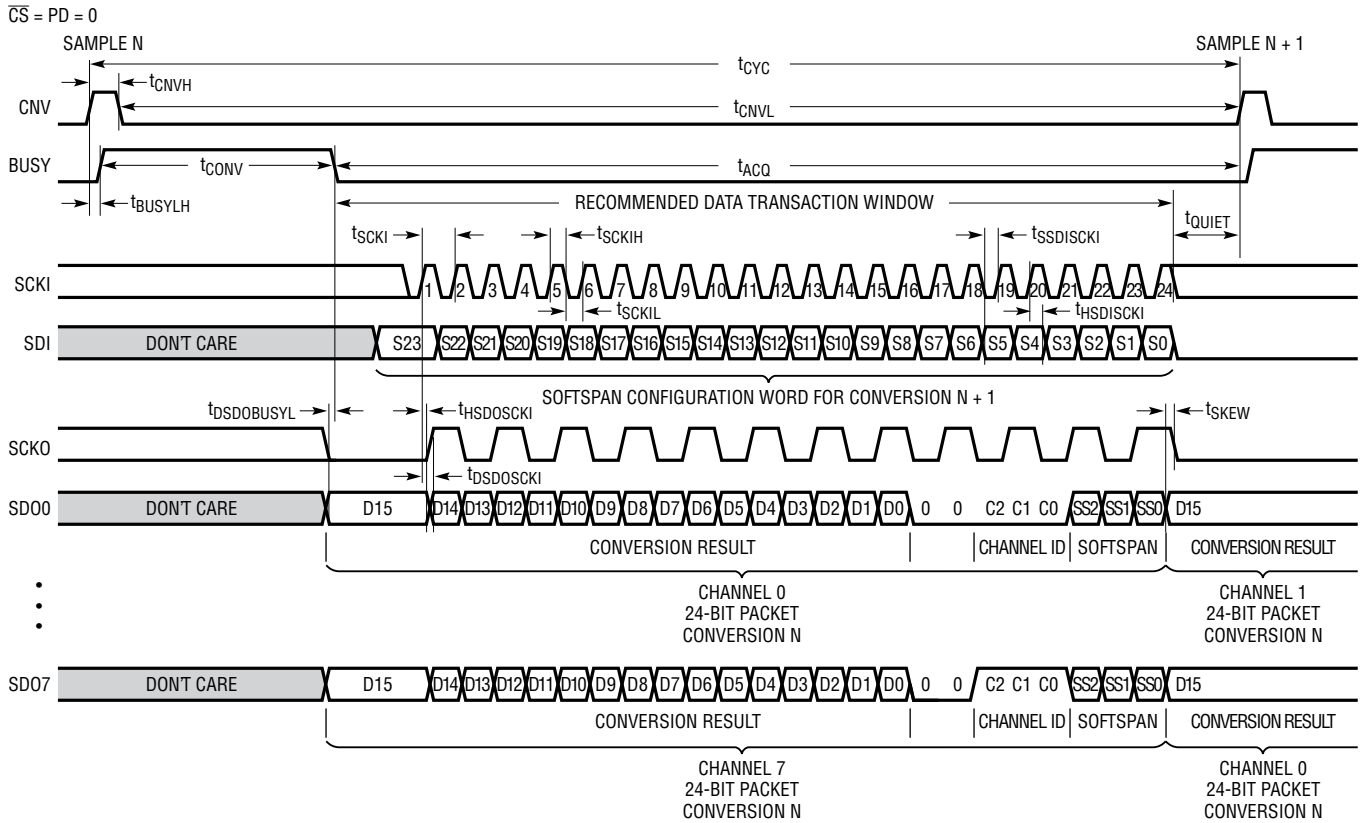 CS = PD = 0
SAMPLE N
SAMPLE N + 1
tCYC
tCNVH
CNV
tCNVL
BUSY
tCONV
tACQ
tBUSYLH
RECOMMENDED DATA TRANSACTION WINDOW
tSCKI
tSCKIH
tSSDISCKI
tQUIET
SCKI
1 2 3 4 5 6 7 8 9 10 11 12 13 14 15 16 17 18 19 20 21 22 23 24
tSCKIL
tHSDISCKI
SDI
DON'T CARE
S23 S22 S21 S20 S19 S18 S17 S16 S15 S14 S13 S12 S11 S10 S9 S8 S7 S6 S5 S4 S3 S2 S1 S0
SOFTSPAN CONFIGURATION WORD FOR CONVERSION N + 1
tDSDOBUSYL
tHSDOSCKI
tSKEW
SCKO
tDSDOSCKI
SDO0
DON'T CARE
D15 D14 D13 D12 D11 D10 D9 D8 D7 D6 D5 D4 D3 D2 D1 D0 0 0 C2 C1 C0 SS2 SS1 SS0 D15
CONVERSION RESULT
CHANNEL ID
SOFTSPAN
CONVERSION RESULT
CHANNEL 0
24-BIT PACKET
CONVERSION N
CHANNEL 1
24-BIT PACKET
CONVERSION N
SDO7
DON'T CARE
D15 D14 D13 D12 D11 D10 D9 D8 D7 D6 D5 D4 D3 D2 D1 D0 0 0 C2 C1 C0 SS2 SS1 SS0 D15
CONVERSION RESULT
CHANNEL ID
SOFTSPAN
CONVERSION RESULT
CHANNEL 7
24-BIT PACKET
CONVERSION N
CHANNEL 0
24-BIT PACKET
CONVERSION N